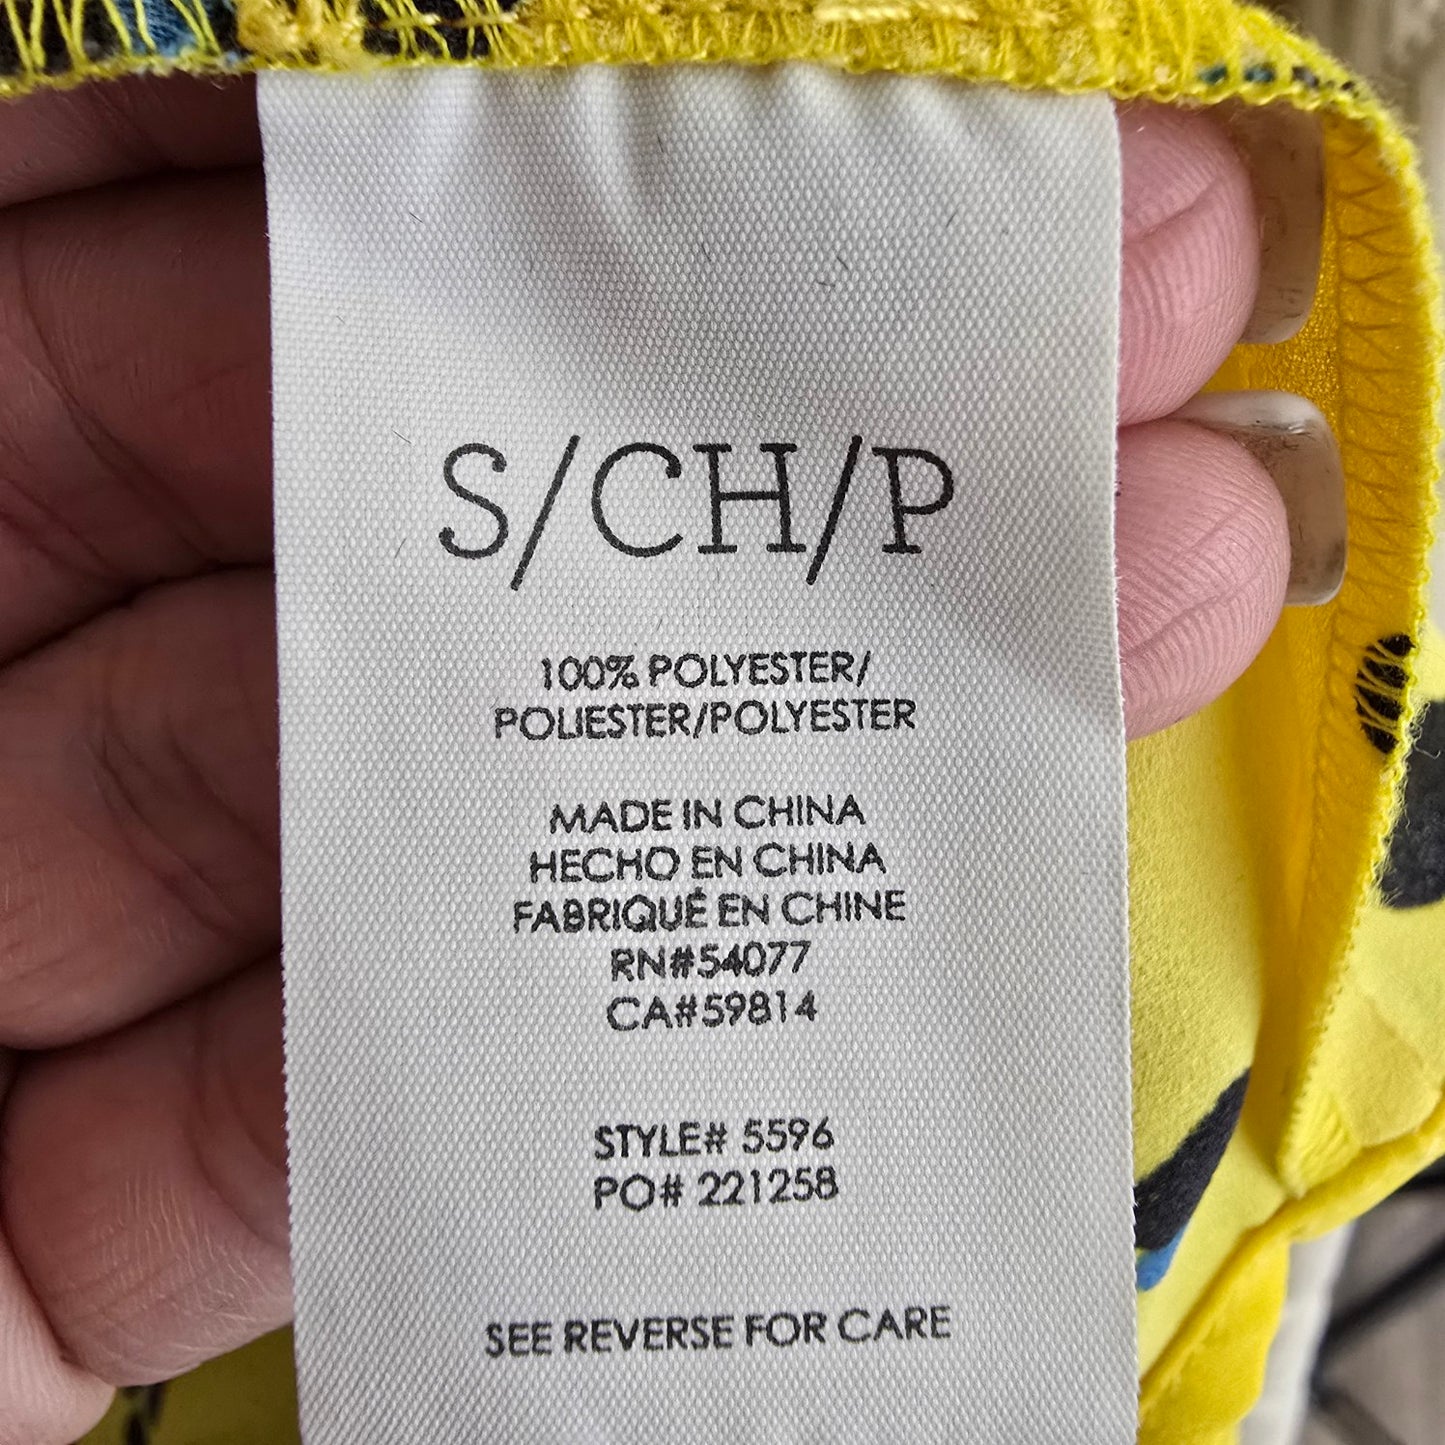 S/CH/P
100% POLYESTER/
POLIESTER/POLYESTER
MADE IN CHINA
HECHO EN CHINA
FABRIQUÉ EN CHINE
RN#54077
CA#59814
STYLE# 5596
PO# 221258
SEE REVERSE FOR CARE